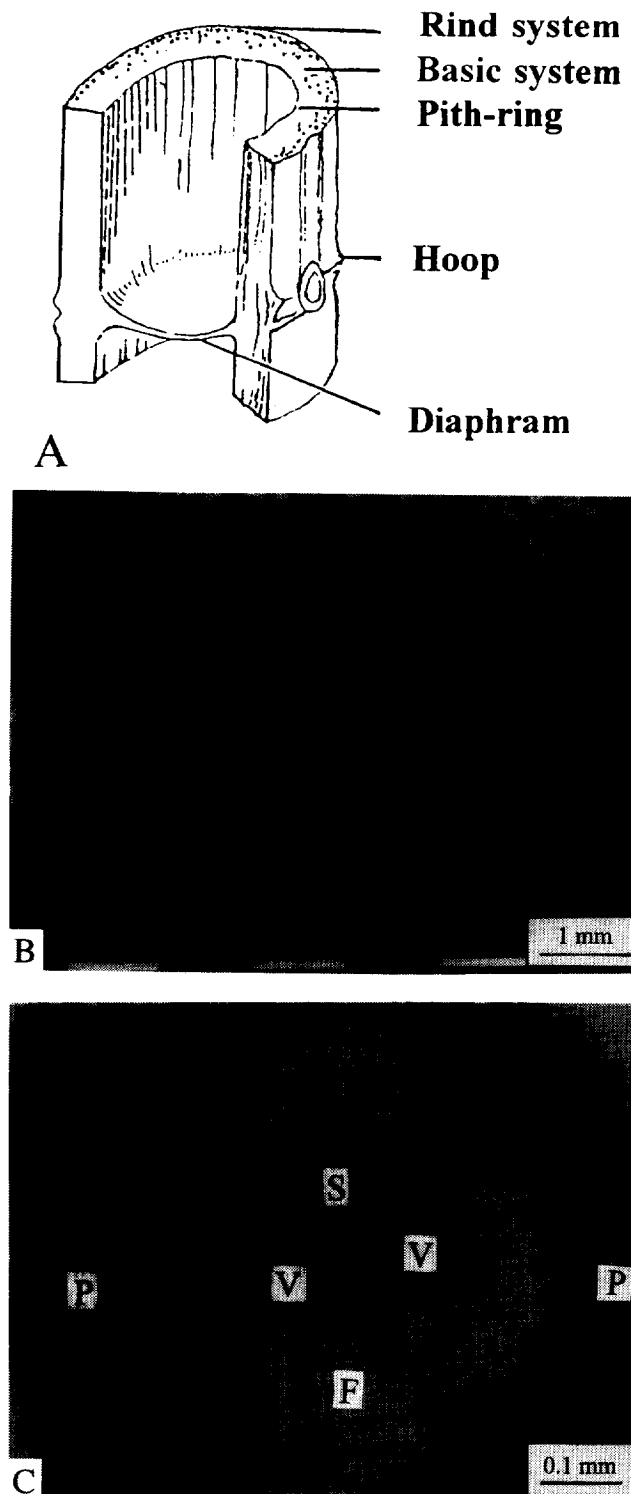 Rind system
Basic system
Pith-ring
Hoop
Diaphram
A
1 mm
B
S
V
V
P
P
F
0.1 mm
C